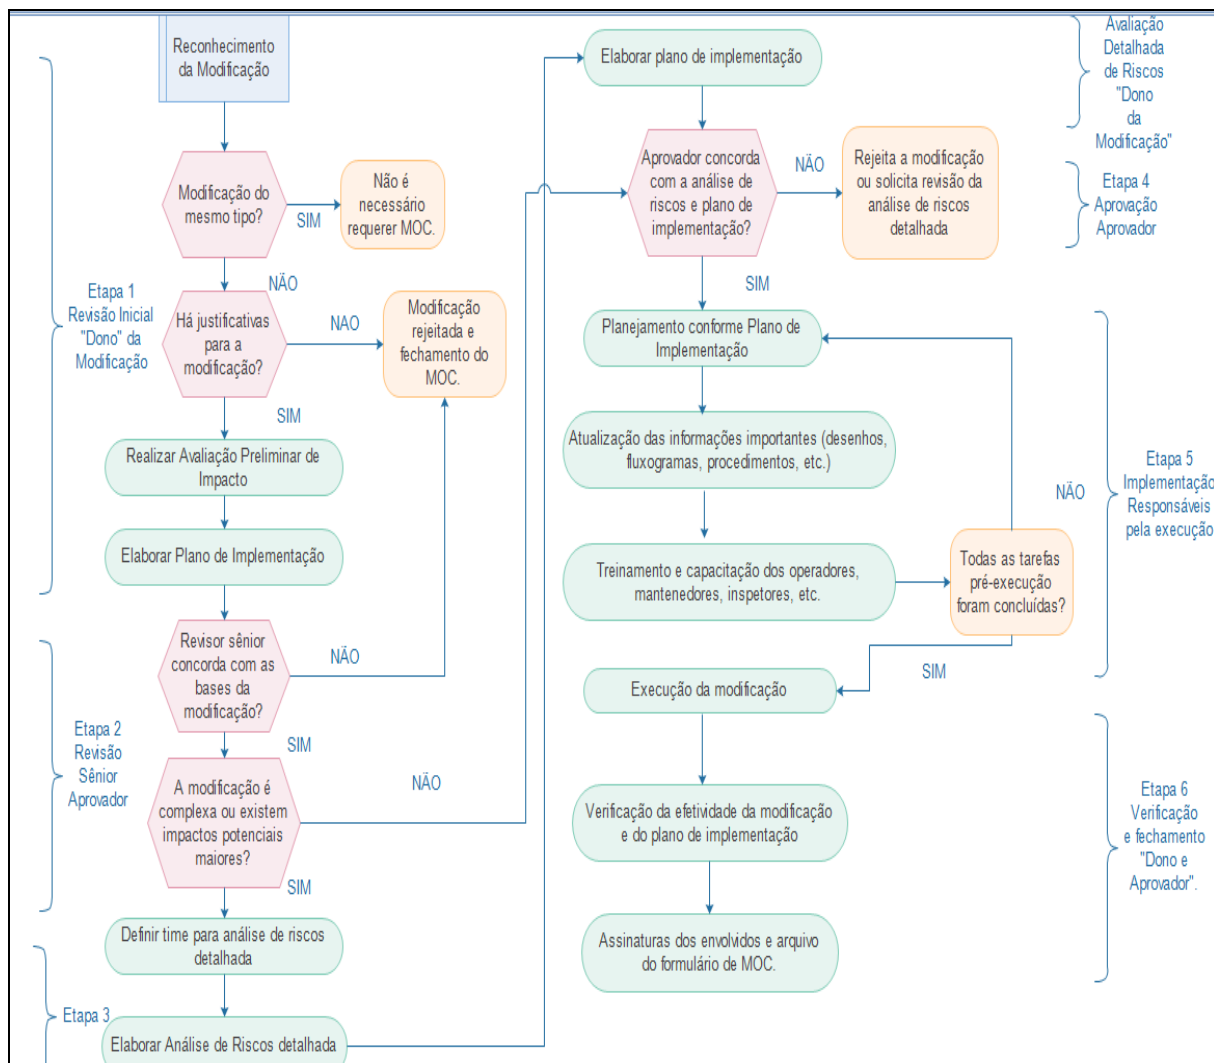 Reconhecimento
da Modificação
Modificação do
mesmo tipo?
SIM
Não é
necessário
requerer MOC.
NÃO
Etapa 1
Revisão Inicial
"Dono" da
Modificação
Há justificativas
para a
modificação?
NAO
Modificação
rejeitada e
fechamento do
MOC.
SIM
Realizar Avaliação Preliminar de
Impacto
Elaborar Plano de Implementação
Revisor sênior
concorda com as
bases da
modificação?
NÃO
SIM
Etapa 2
Revisão
Sênior
Aprovador
A modificação é
complexa ou existem
impactos potenciais
maiores?
NÃO
SIM
Definir time para análise de riscos
detalhada
Etapa 3
Elaborar Análise de Riscos detalhada
Elaborar plano de implementação
Avaliação
Detalhada
de Riscos
"Dono
da
Modificação"
Aprovador concorda
com a análise de
riscos e plano de
implementação?
NÃO
Rejeita a modificação
ou solicita revisão da
análise de riscos
detalhada
Etapa 4
Aprovação
Aprovador
SIM
Planejamento conforme Plano de
Implementação
Atualização das informações importantes (desenhos,
fluxogramas, procedimentos, etc.)
NÃO
Etapa 5
Implementação
Responsáveis
pela execução
Treinamento e capacitação dos operadores,
mantenedores, inspetores, etc.
Todas as tarefas
pré-execução
foram concluídas?
SIM
Execução da modificação
Verificação da efetividade da modificação
e do plano de implementação
Etapa 6
Verificação
e fechamento
"Dono e
Aprovador".
Assinaturas dos envolvidos e arquivo
do formulário de MOC.